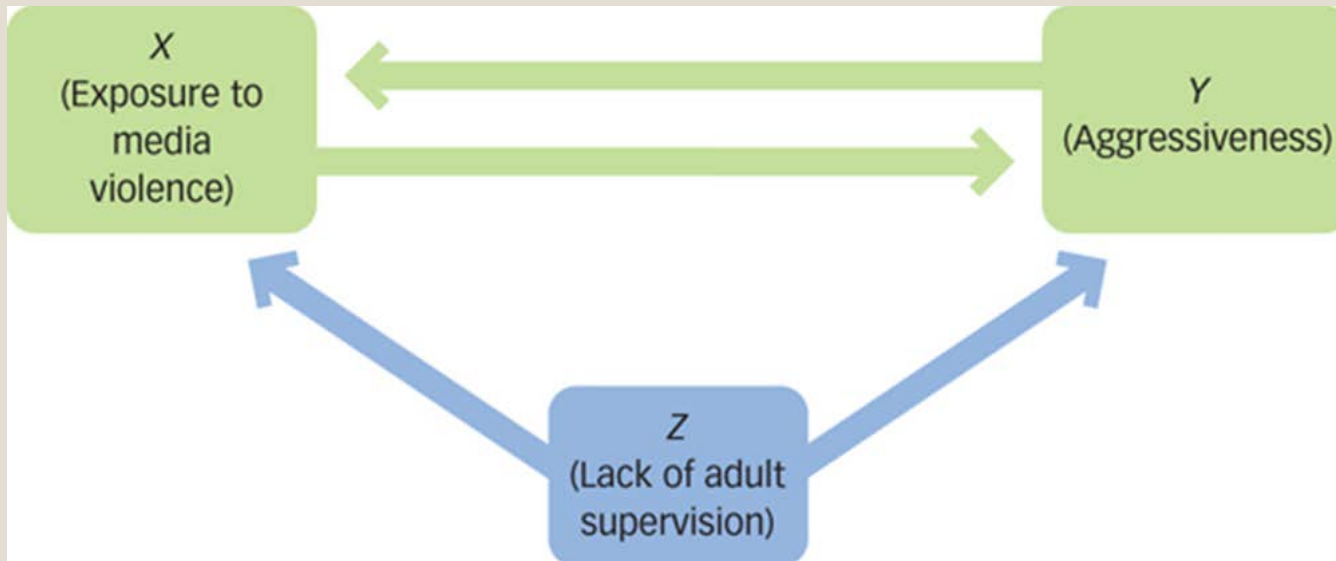 X
(Exposure to
media
violence)
Y
(Aggressiveness)
Z
(Lack of adult
supervision)